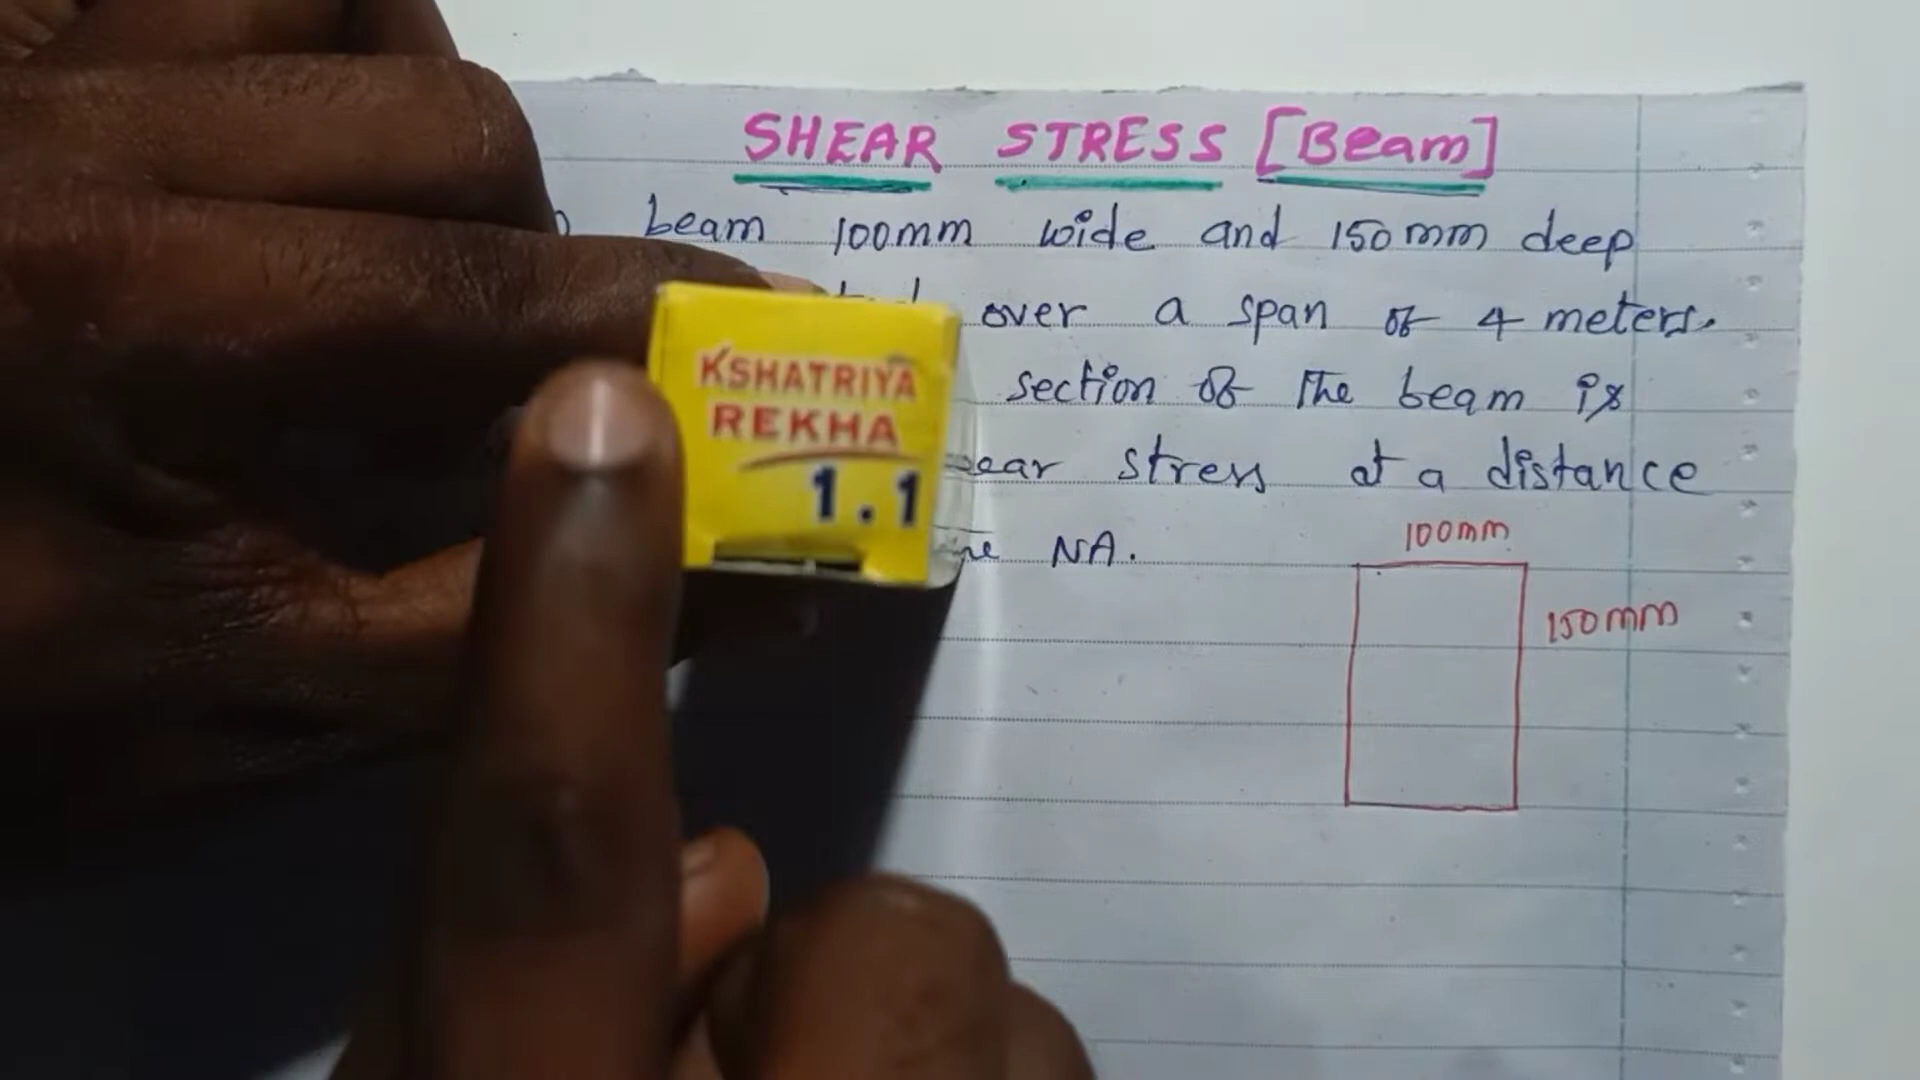 SHEAR STRESS [Beam]
beam 100mm wide and 150mm deep
over a span of 4 meters.
section of the beam is
stress at a distance
NA.
KSHATRIYA
REKHA
1.1
100mm
150mm